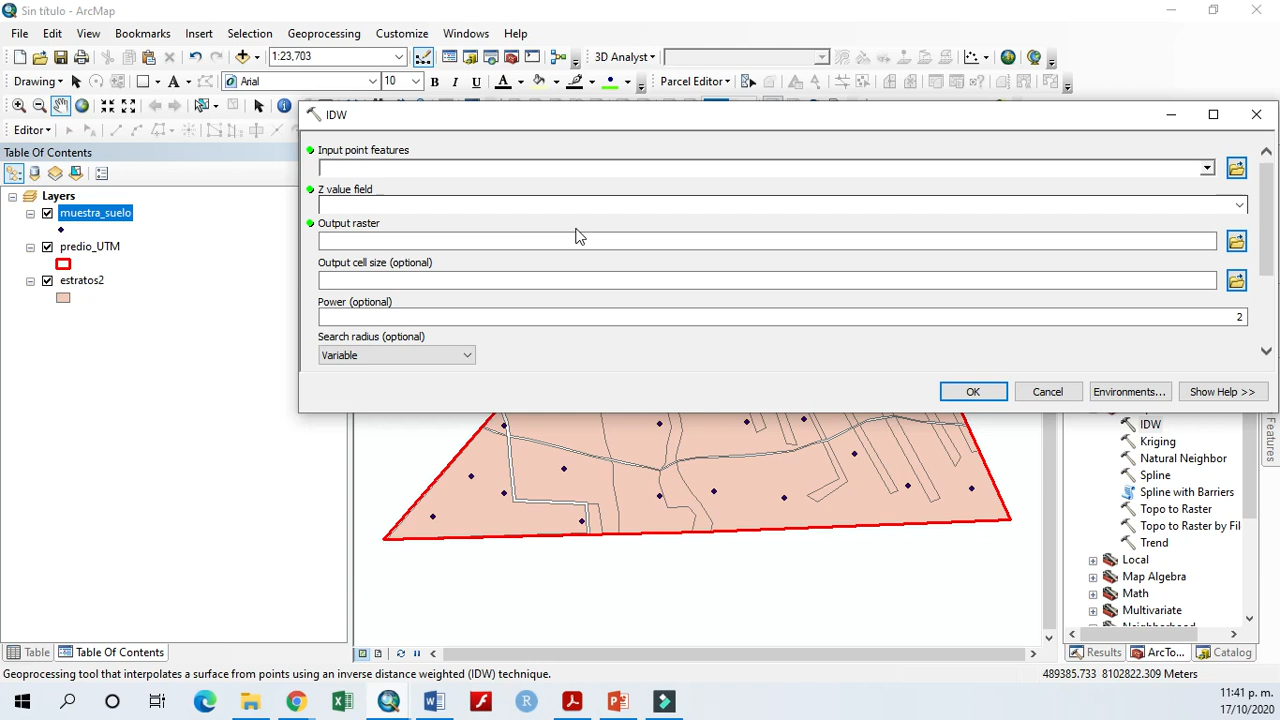 Sin título - ArcMap
File Edit View Bookmarks Insert Selection Geoprocessing Customize Windows Help
1:23,703 3D Analyst
Drawing Arial 10 B I U A Parcel Editor
IDW
Editor
Table Of Contents
Input point features
Layers
Z value field
muestra_suelo
Output raster
predio_UTM
Output cell size (optional)
estratos2
Power (optional)
2
Search radius (optional)
Variable
OK Cancel Environments... Show Help >>
IDW
Kriging
Natural Neighbor
Spline
Spline with Barriers
Topo to Raster
Topo to Raster by Fil
Trend
Local
Map Algebra
Math
Multivariate
Features
Table Table Of Contents Results ArcTo... Catalog
Geoprocessing tool that interpolates a surface from points using an inverse distance weighted (IDW) technique. 489385.733 8102822.309 Meters
11:41 p. m.
17/10/2020